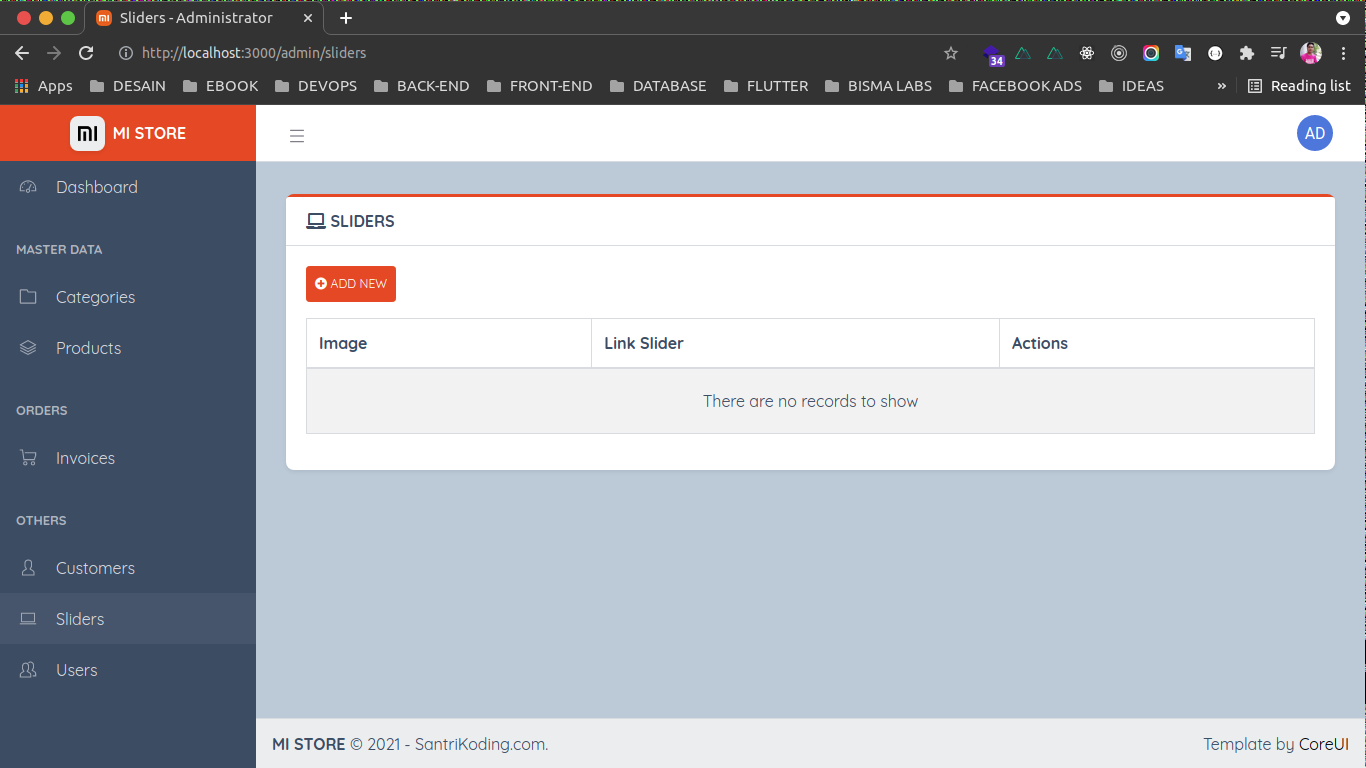 Sliders - Administrator
http://localhost:3000/admin/sliders
34
Apps DESAIN EBOOK DEVOPS BACK-END FRONT-END DATABASE FLUTTER BISMA LABS FACEBOOK ADS IDEAS » Reading list
MI STORE
AD
Dashboard
MASTER DATA
Categories
Products
ORDERS
Invoices
OTHERS
Customers
Sliders
Users
SLIDERS
ADD NEW
Image Link Slider Actions
There are no records to show
MI STORE © 2021 - SantriKoding.com.
Template by CoreUI